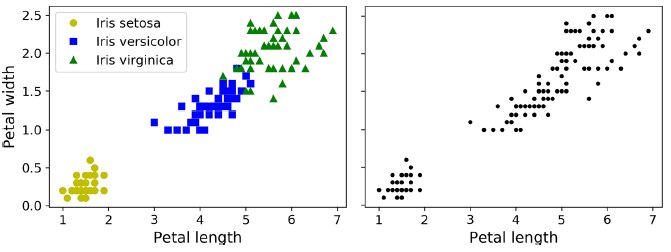 2.5
2.0
1.5
1.0
0.5
0.0
Petal width
Iris setosa
Iris versicolor
Iris virginica
1 2 3 4 5 6 7
Petal length
1 2 3 4 5 6 7
Petal length